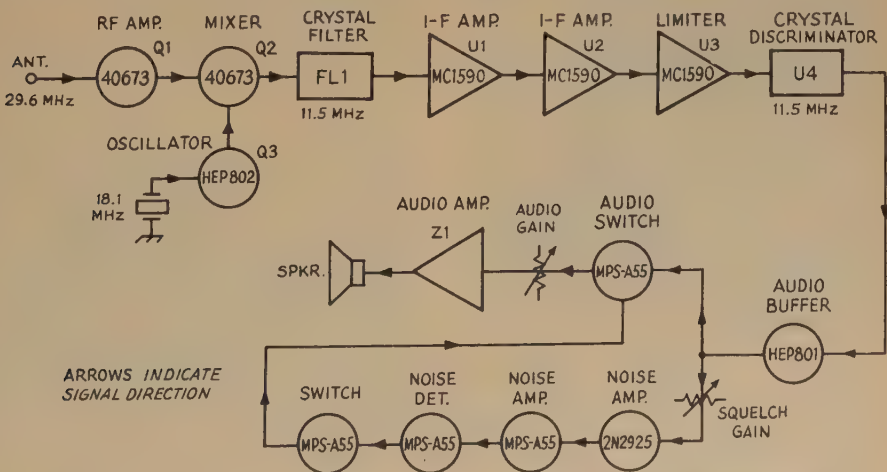 RF AMP.
Q1
40673
ANT.
29.6 MHz
MIXER
Q2
40673
OSCILLATOR
Q3
HEP802
18.1
MHz
CRYSTAL
FILTER
FL1
11.5 MHz
I-F AMP.
U1
MC1590
I-F AMP.
U2
MC1590
LIMITER
U3
MC1590
CRYSTAL
DISCRIMINATOR
U4
11.5 MHz
AUDIO AMP.
Z1
SPKR.
AUDIO
GAIN
AUDIO
SWITCH
MPS-A55
AUDIO
BUFFER
HEP801
ARROWS INDICATE
SIGNAL DIRECTION
SWITCH
MPS-A55
NOISE
DET.
MPS-A55
NOISE
AMP.
MPS-A55
NOISE
AMP.
2N2925
SQUELCH
GAIN